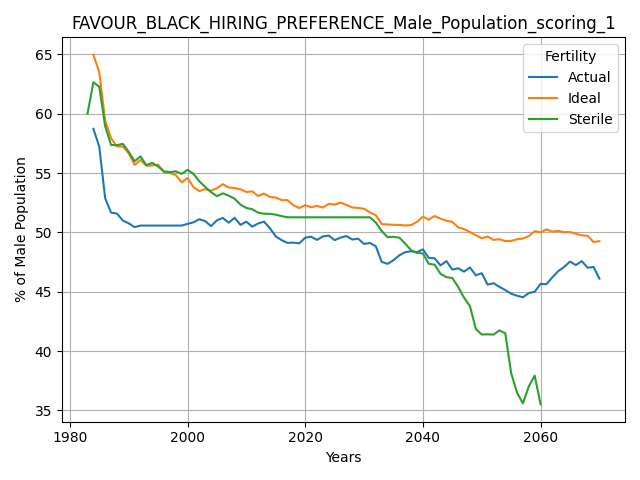 FAVOUR_BLACK_HIRING_PREFERENCE_Male_Population_scoring_1
Fertility
Actual
Ideal
Sterile
% of Male Population
65
60
55
50
45
40
35
1980
2000
2020
2040
2060
Years